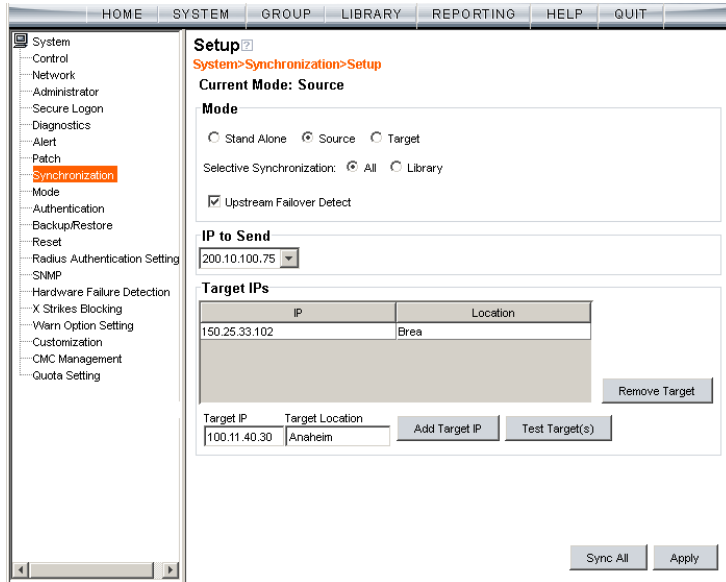 HOME SYSTEM GROUP LIBRARY REPORTING HELP QUIT
System
Control
Network
Administrator
Secure Logon
Diagnostics
Alert
Patch
Synchronization
Mode
Authentication
Backup/Restore
Reset
Radius Authentication Setting
SNMP
Hardware Failure Detection
X Strikes Blocking
Warn Option Setting
Customization
CMC Management
Quota Setting
Setup ?
System>Synchronization>Setup
Current Mode: Source
Mode
Stand Alone Source Target
Selective Synchronization: All Library
Upstream Failover Detect
IP to Send
200.10.100.75
Target IPs
IP Location
150.25.33.102 Brea
Remove Target
Target IP Target Location
100.11.40.30 Anaheim Add Target IP Test Target(s)
Sync All Apply